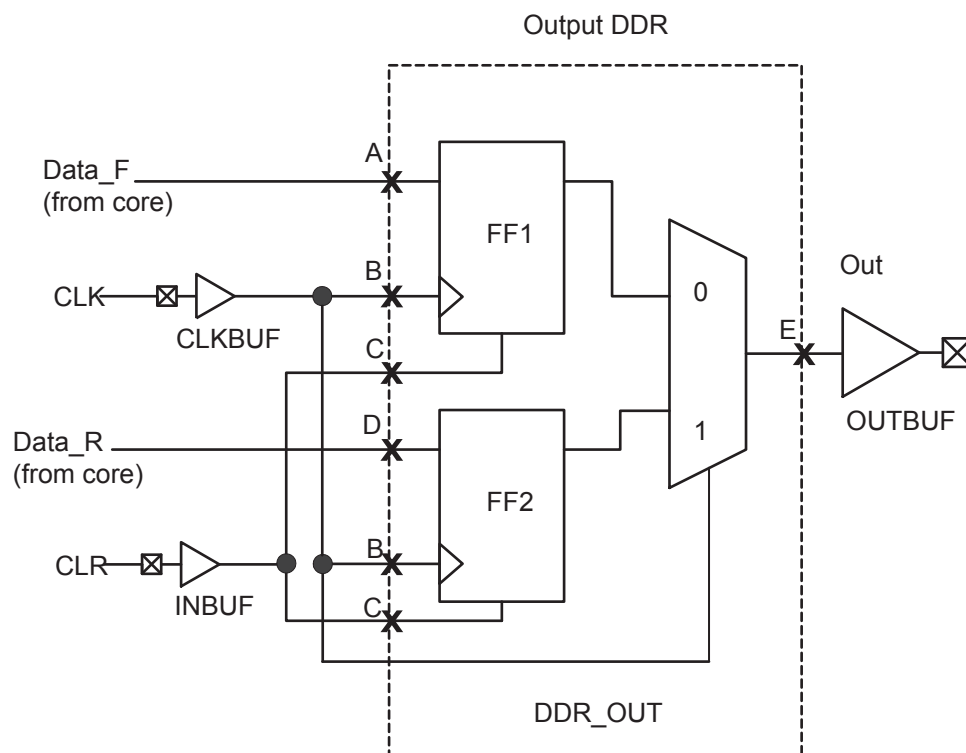 Output DDR
A
Data_F
(from core)
FF1
B
CLK
CLKBUF
0
Out
E
C
OUTBUF
D
Data_R
(from core)
1
FF2
B
CLR
INBUF
C
DDR_OUT